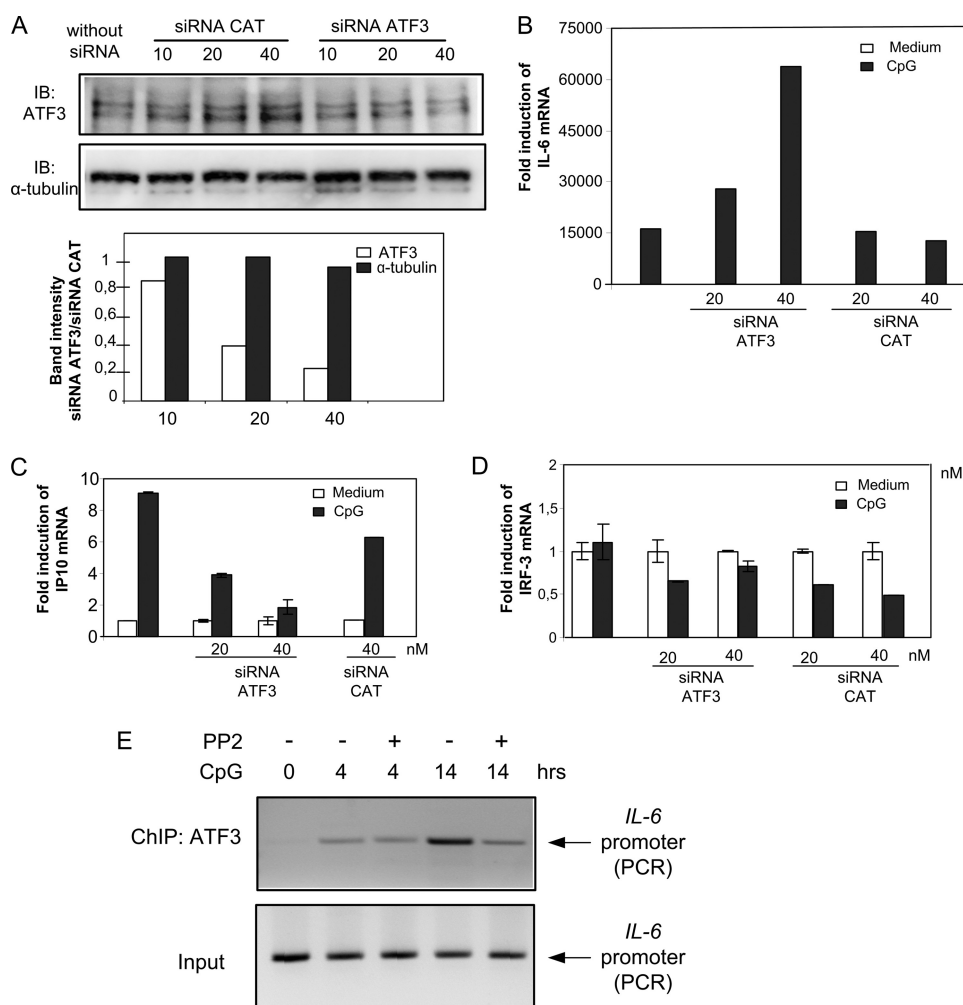 A
without
siRNA
siRNA CAT
siRNA ATF3
10 20 40 10 20 40
IB:
ATF3
IB:
α-tubulin
Band intensity
siRNA ATF3/siRNA CAT
ATF3
α-tubulin
1
0,8
0,6
0,4
0,2
0
10 20 40
B
Fold induction of
IL-6 mRNA
75000
60000
45000
30000
15000
0
Medium
CpG
20 40 20 40
siRNA
ATF3
siRNA
CAT
nM
C
Fold indcution of
IP10 mRNA
10
8
6
4
2
0
Medium
CpG
20 40 40 nM
siRNA
ATF3
siRNA
CAT
D
Fold induction of
IRF-3 mRNA
2
1,5
1
0,5
0
Medium
CpG
20 40 20 40 nM
siRNA
ATF3
siRNA
CAT
E
PP2 - - + - +
CpG 0 4 4 14 14 hrs
ChIP: ATF3
IL-6
promoter
(PCR)
Input
IL-6
promoter
(PCR)